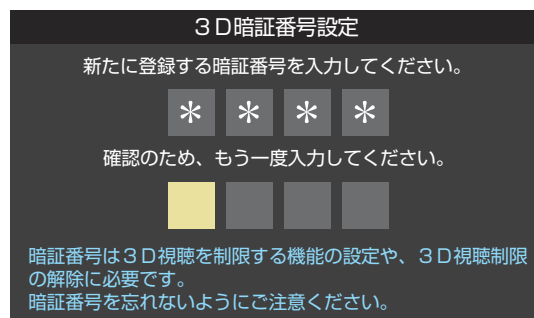 ３Ｄ暗証番号設定
新たに登録する暗証番号を入力してください。
＊ ＊ ＊ ＊
確認のため、もう一度入力してください。
暗証番号は３Ｄ視聴を制限する機能の設定や、３Ｄ視聴制限
の解除に必要です。
暗証番号を忘れないようにご注意ください。